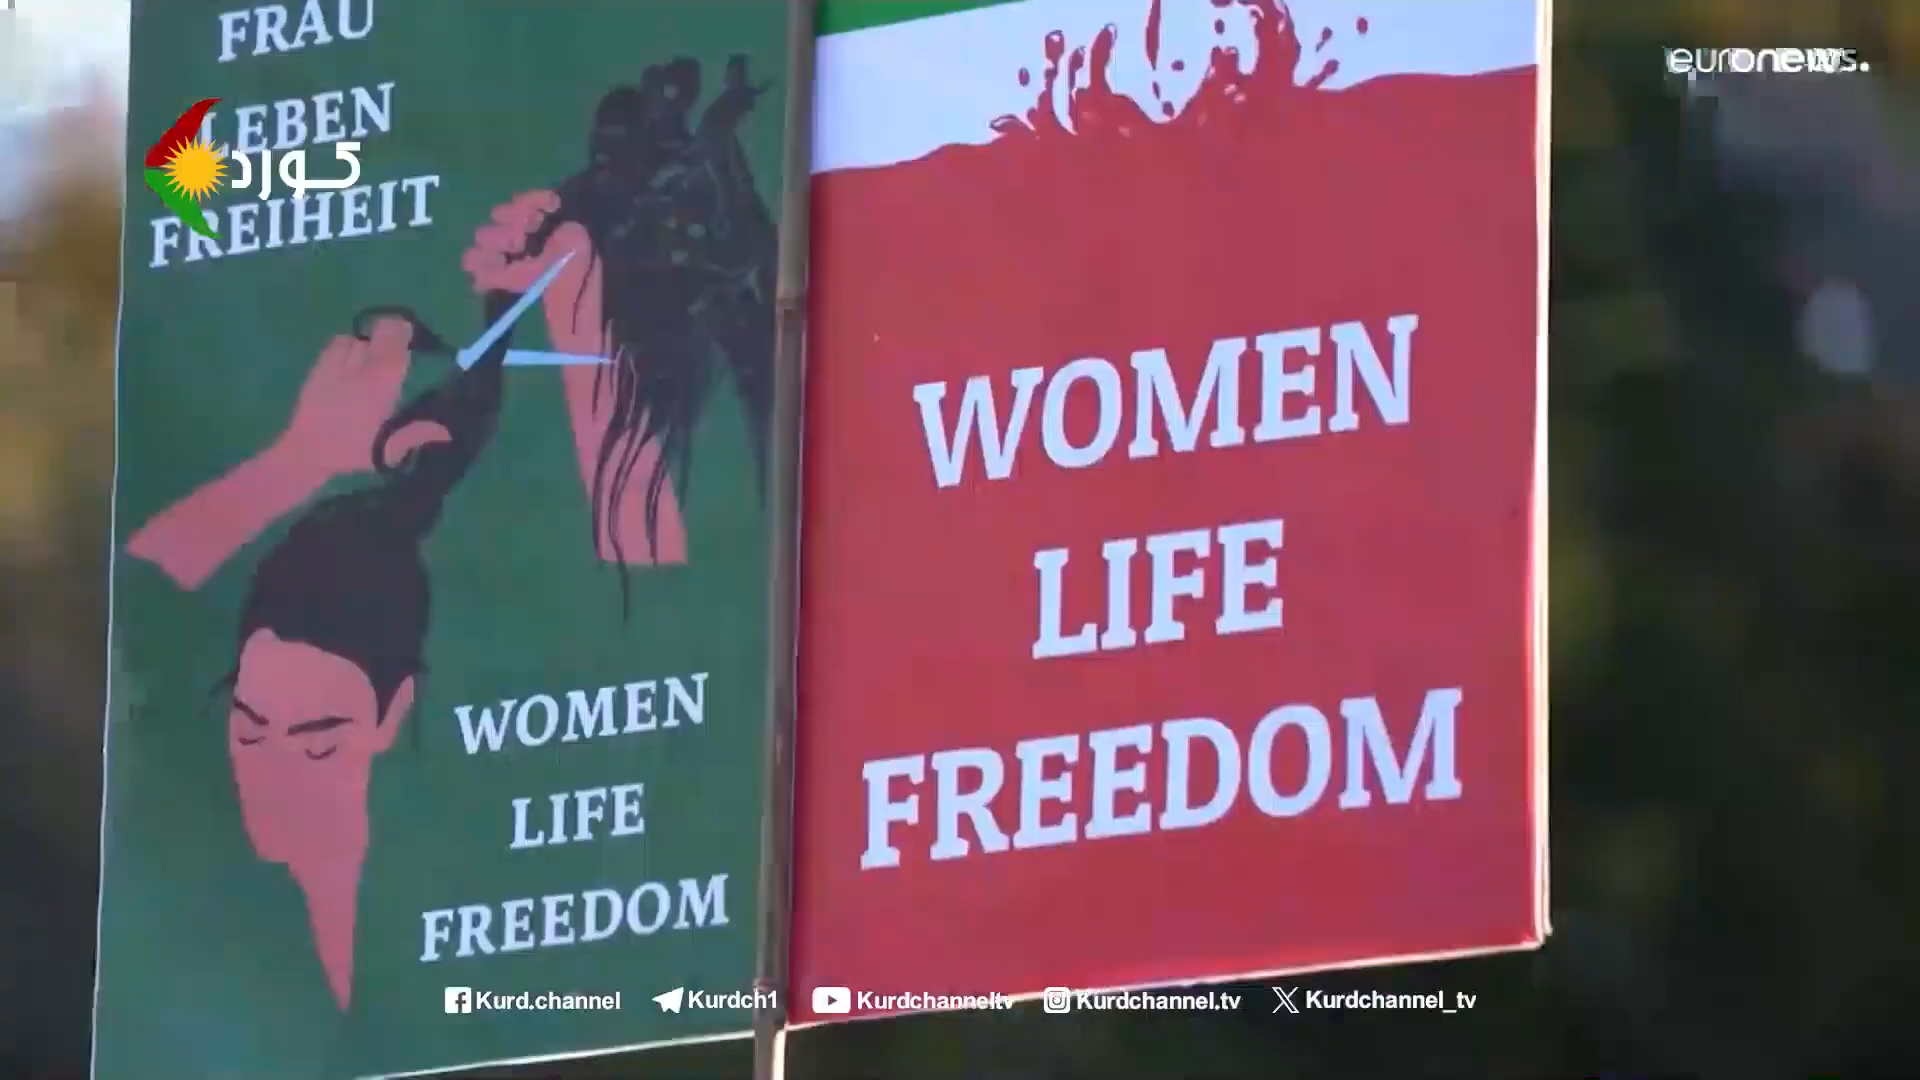 FRAU
LEBEN
FREIHEIT
WOMEN
LIFE
FREEDOM
WOMEN
LIFE
FREEDOM
euronews.
کورد
Kurd.channel
Kurdch1
Kurdchanneltv
Kurdchannel.tv
Kurdchannel_tv